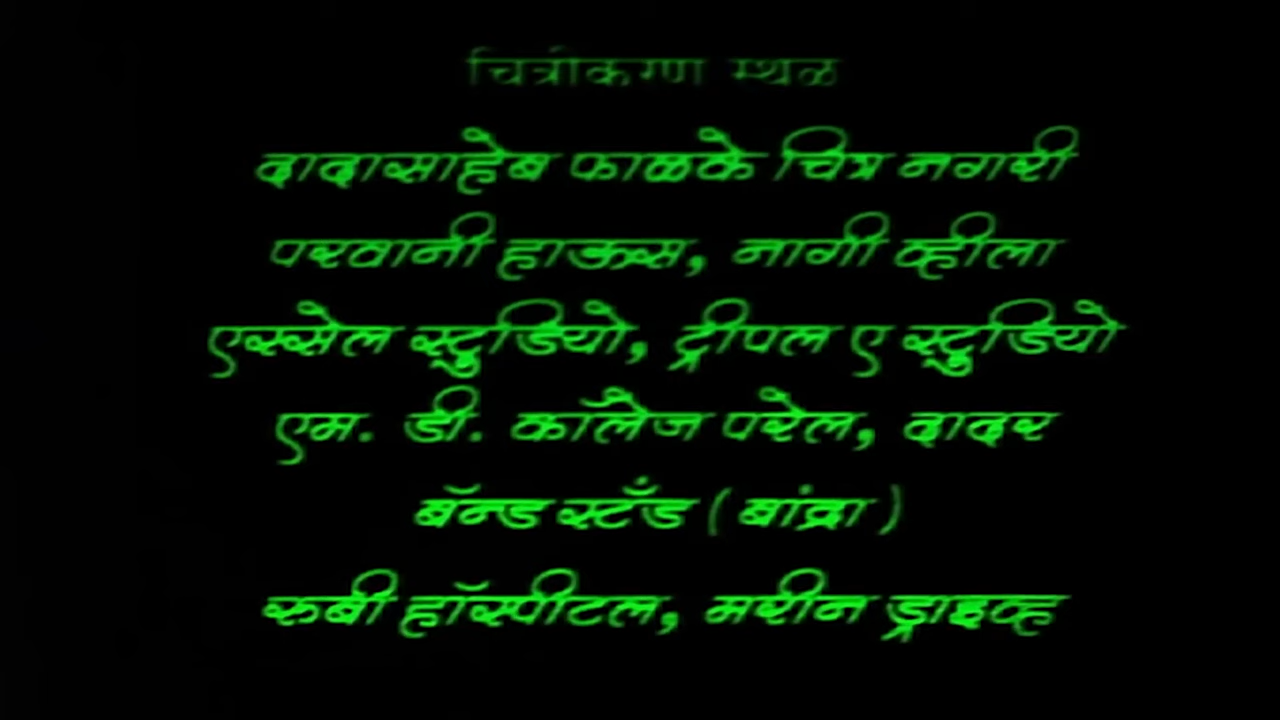 चित्रीकरण स्थळ
दादासाहेब फाळके चित्र नगरी
परवानी हाऊस, नागी व्हीला
एस्सेल स्टुडियो, ट्रीपल ए स्टुडियो
एम. डी. कॉलेज परेल, दादर
बॅन्ड स्टँड ( बांद्रा )
रुबी हॉस्पीटल, मरीन ड्राइव्ह